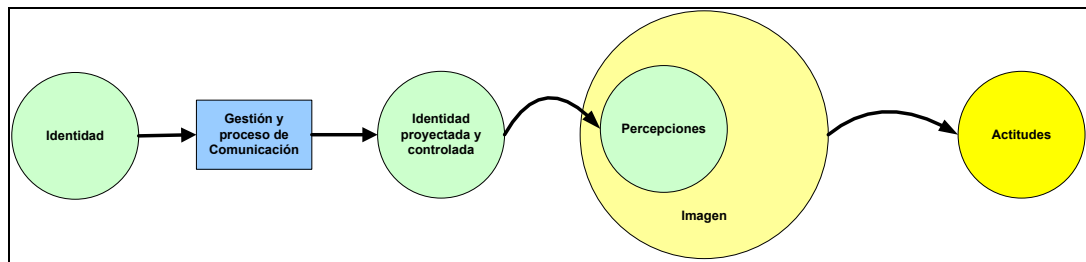 Identidad
Gestión y
proceso de
Comunicación
Identidad
proyectada y
controlada
Percepciones
Imagen
Actitudes